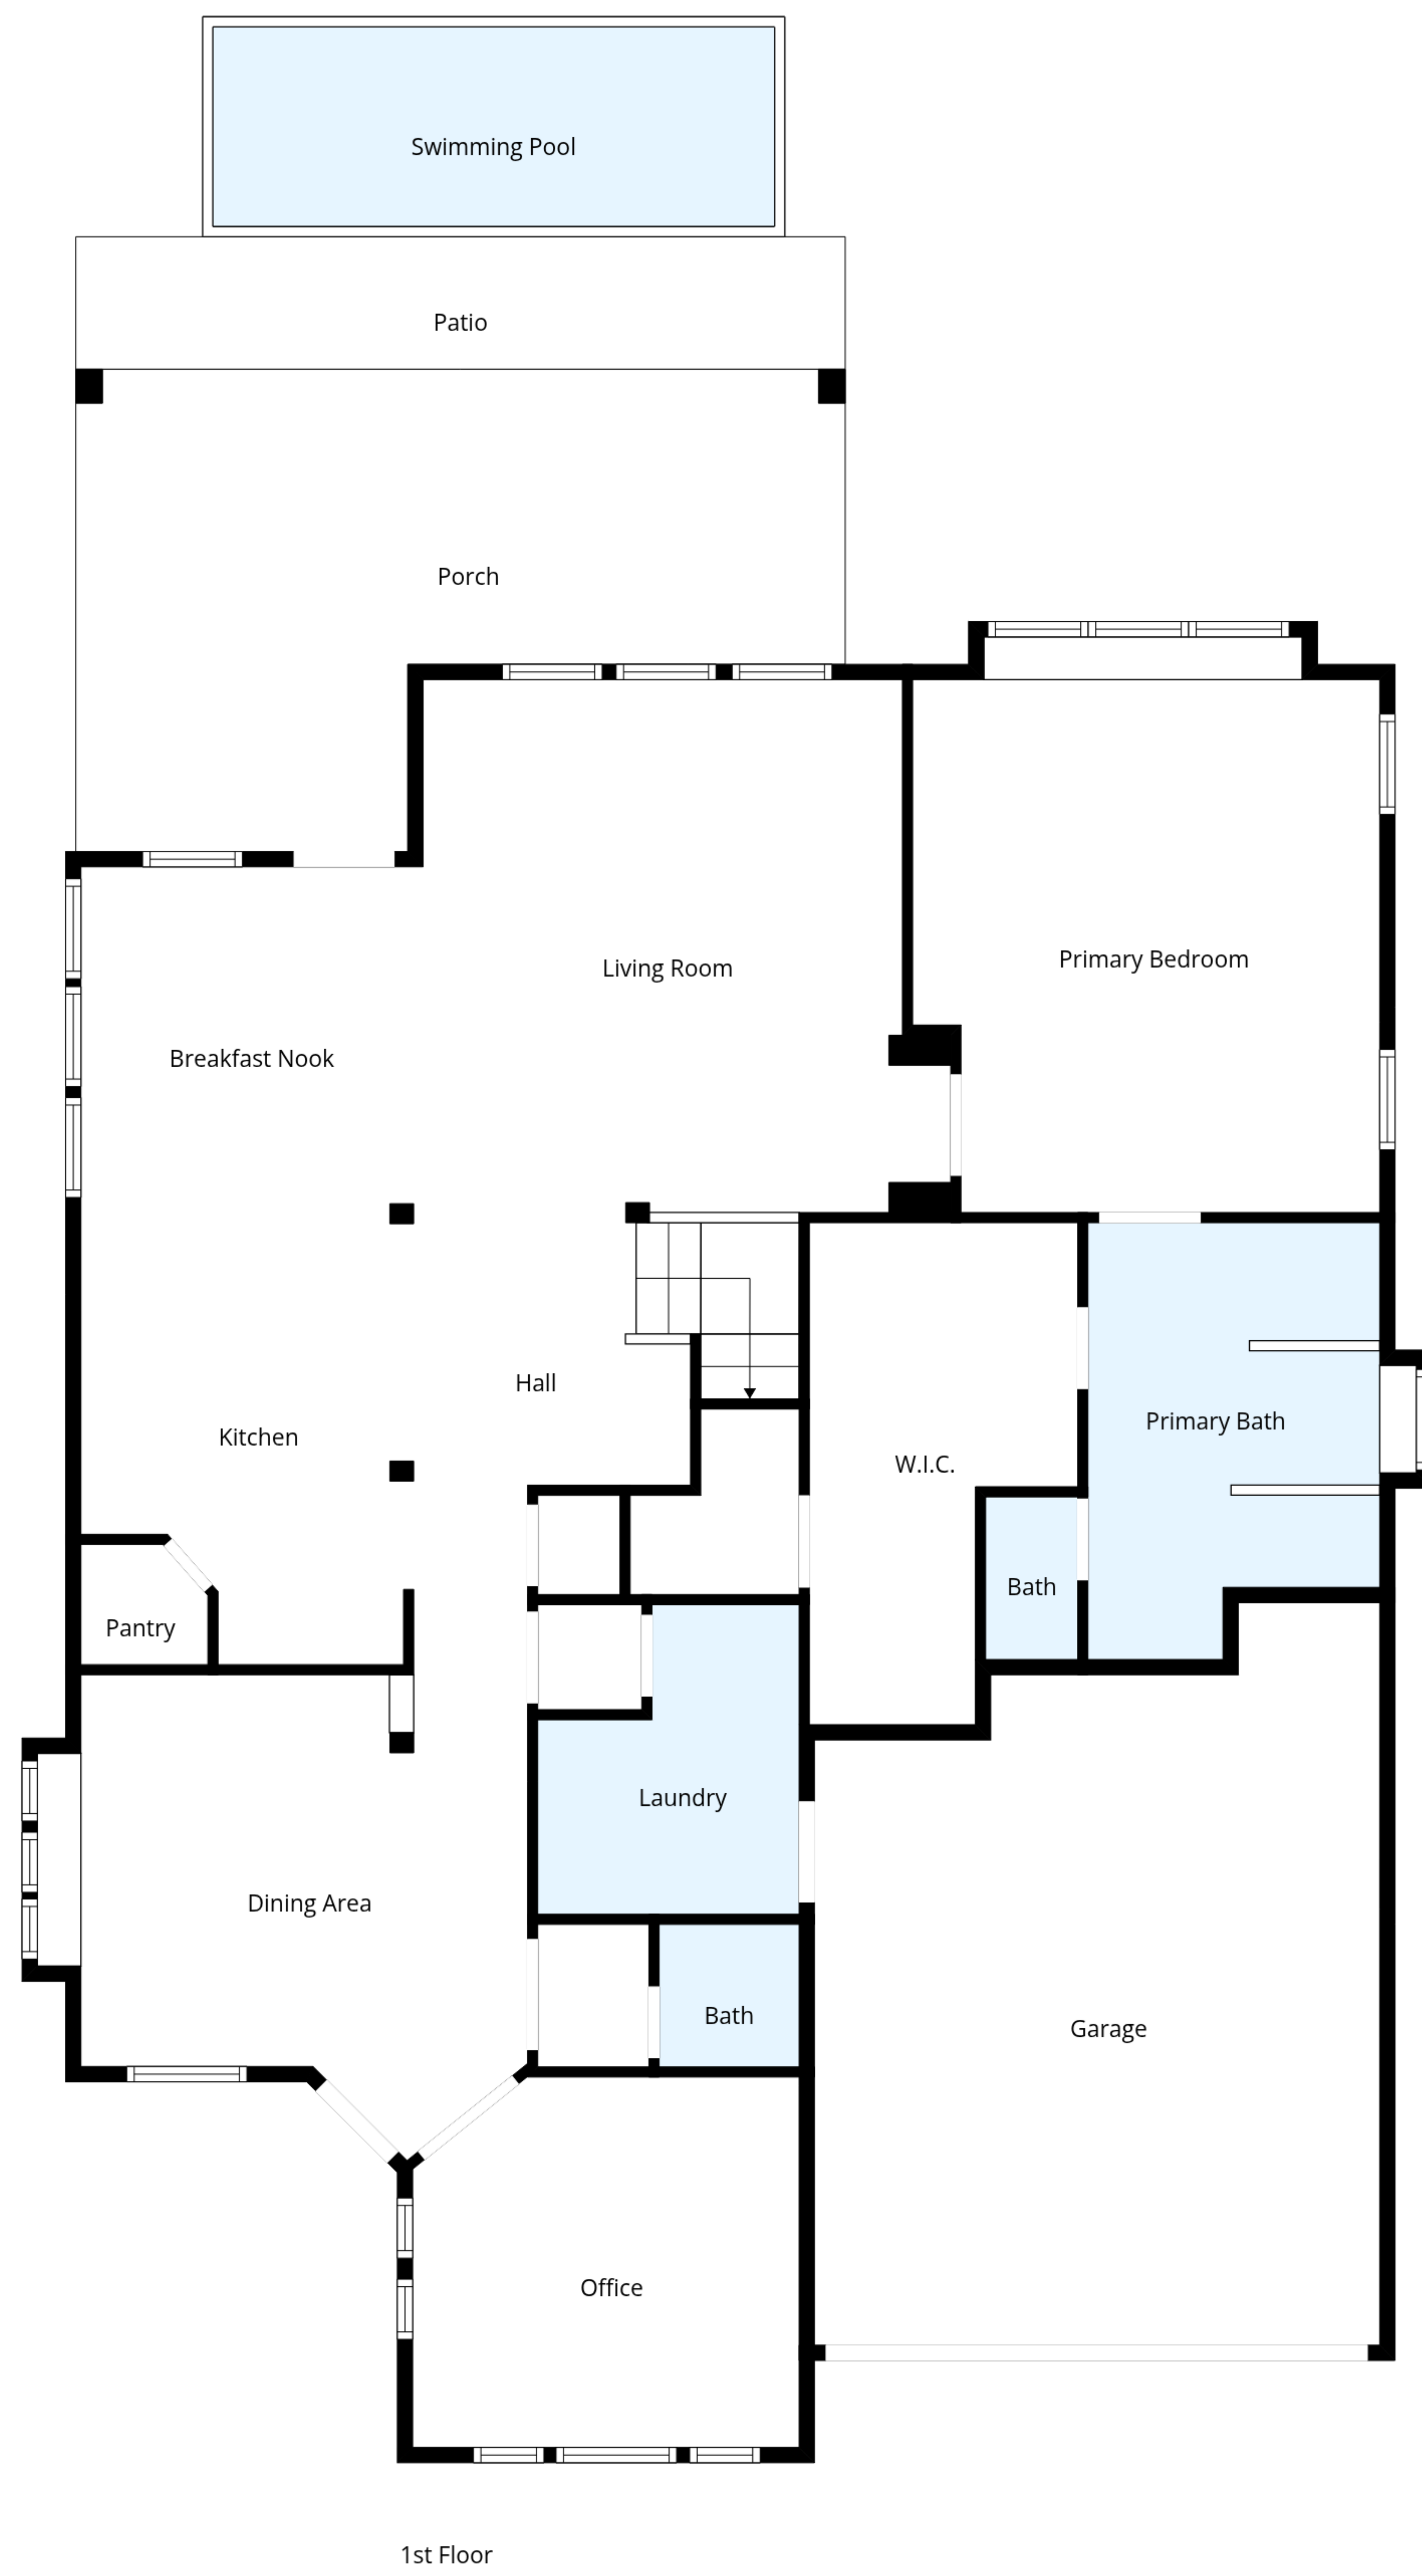 Swimming Pool
Patio
Porch
Living Room
Primary Bedroom
Breakfast Nook
Hall
Primary Bath
Kitchen
W.I.C.
Bath
Pantry
Laundry
Dining Area
Bath
Garage
Office
1st Floor